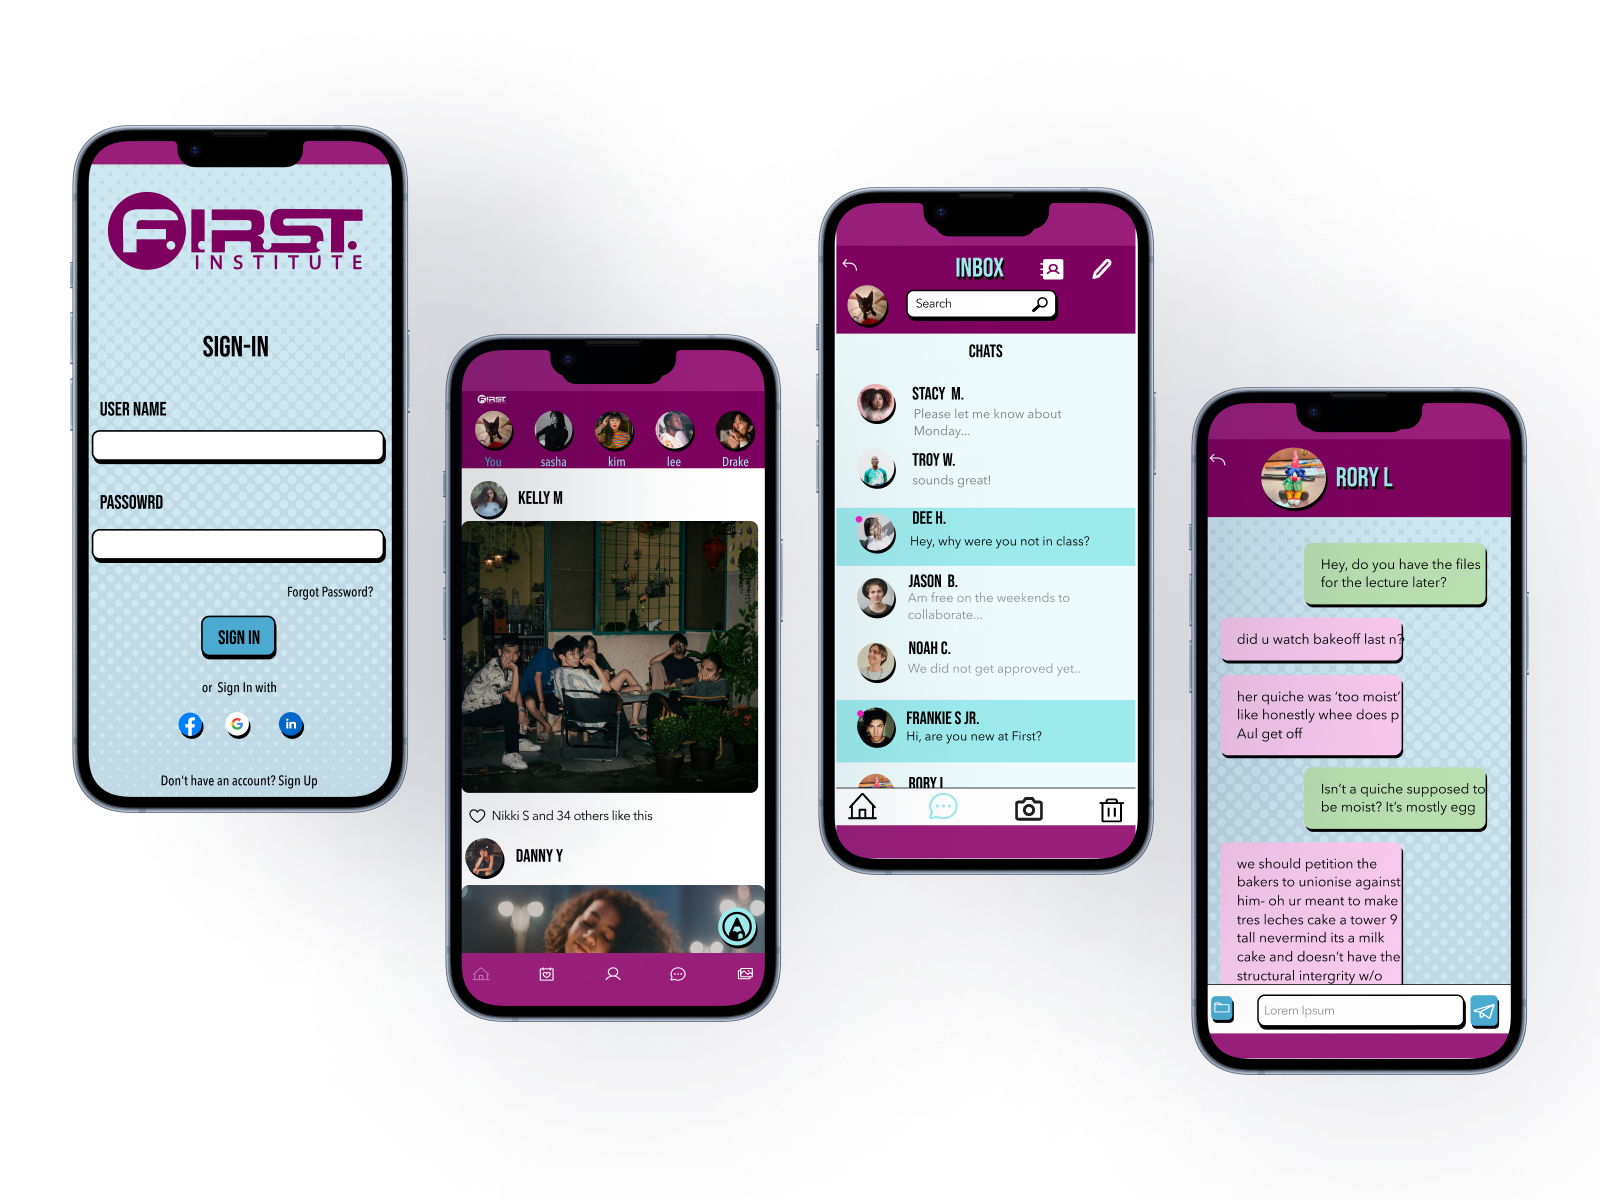 F.I.R.S.T.
INSTITUTE
SIGN-IN
USER NAME
PASSOWRD
Forgot Password?
SIGN IN
or Sign In with
G
in
Don't have an account? Sign Up
F.I.R.S.T.
You sasha kim lee Drake
KELLY M
Nikki S and 34 others like this
DANNY Y
INBOX
Search
CHATS
STACY M.
Please let me know about
Monday...
TROY W.
sounds great!
DEE H.
Hey, why were you not in class?
JASON B.
Am free on the weekends to
collaborate...
NOAH C.
We did not get approved yet..
FRANKIE S JR.
Hi, are you new at First?
RORY L
RORY L
Hey, do you have the files
for the lecture later?
did u watch bakeoff last n?
her quiche was ‘too moist’
like honestly whee does p
Aul get off
Isn’t a quiche supposed to
be moist? It’s mostly egg
we should petition the
bakers to unionise against
him- oh ur meant to make
tres leches cake a tower 9
tall nevermind its a milk
cake and doesn’t have the
structural intergrity w/o
Lorem Ipsum